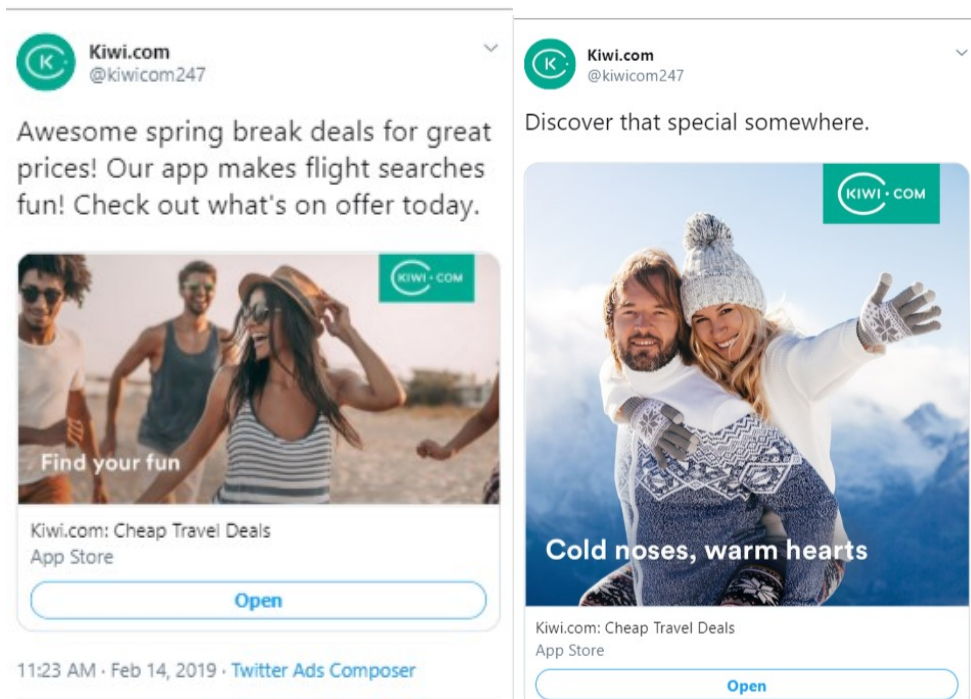 Kiwi.com
@kiwicom247
Awesome spring break deals for great
prices! Our app makes flight searches
fun! Check out what's on offer today.
KIWI·COM
Find your fun
Kiwi.com: Cheap Travel Deals
App Store
Open
11:23 AM · Feb 14, 2019 · Twitter Ads Composer
Kiwi.com
@kiwicom247
Discover that special somewhere.
KIWI·COM
Cold noses, warm hearts
Kiwi.com: Cheap Travel Deals
App Store
Open